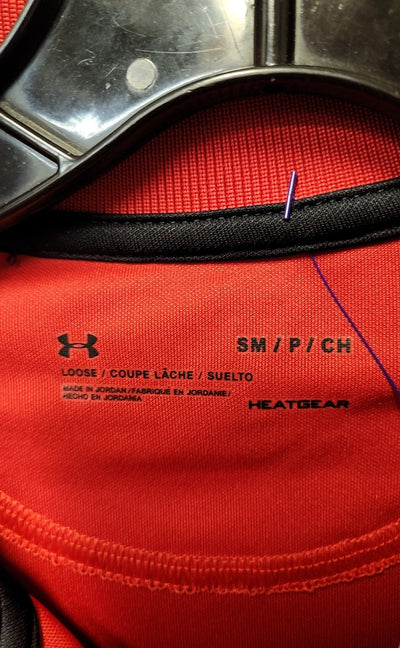 SM / P / CH
LOOSE / COUPE LÂCHE / SUELTO
MADE IN JORDAN / FABRIQUÉ EN JORDANIE /
HECHO EN JORDANIA
HEATGEAR